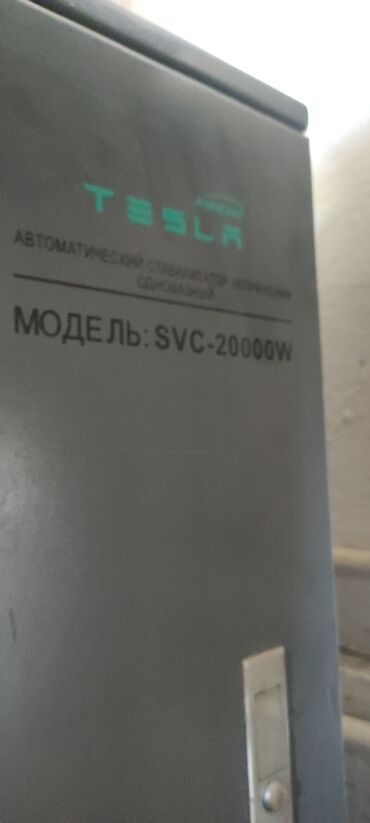 TESLA
АВТОМАТИЧЕСКИЙ СТАБИЛИЗАТОР НАПРЯЖЕНИЯ
ОДНОФАЗНЫЙ
МОДЕЛЬ: SVC-20000W